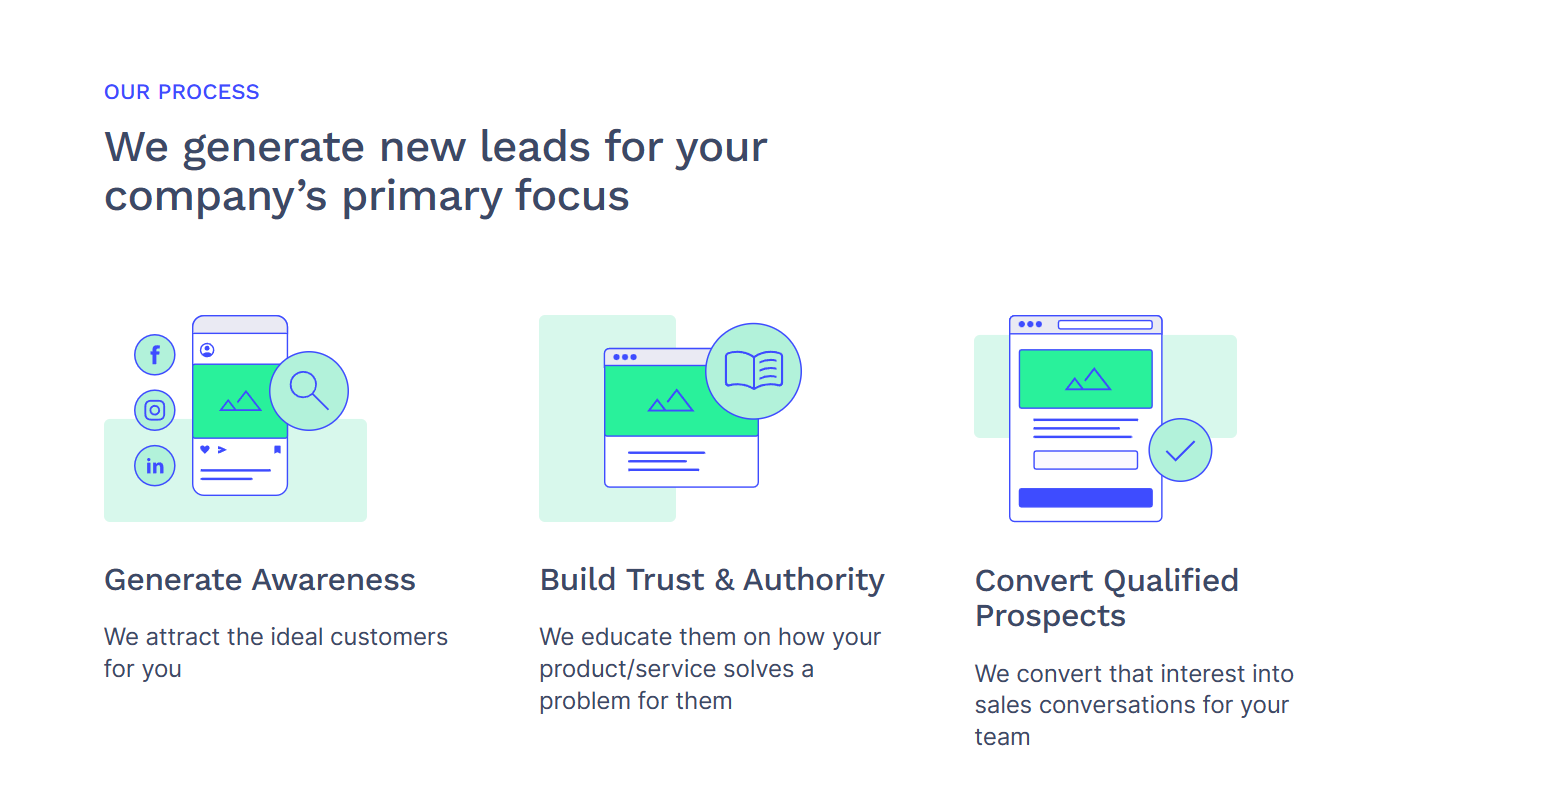 OUR PROCESS
We generate new leads for your
company’s primary focus
f
in
Generate Awareness
We attract the ideal customers
for you
Build Trust & Authority
We educate them on how your
product/service solves a
problem for them
Convert Qualified
Prospects
We convert that interest into
sales conversations for your
team